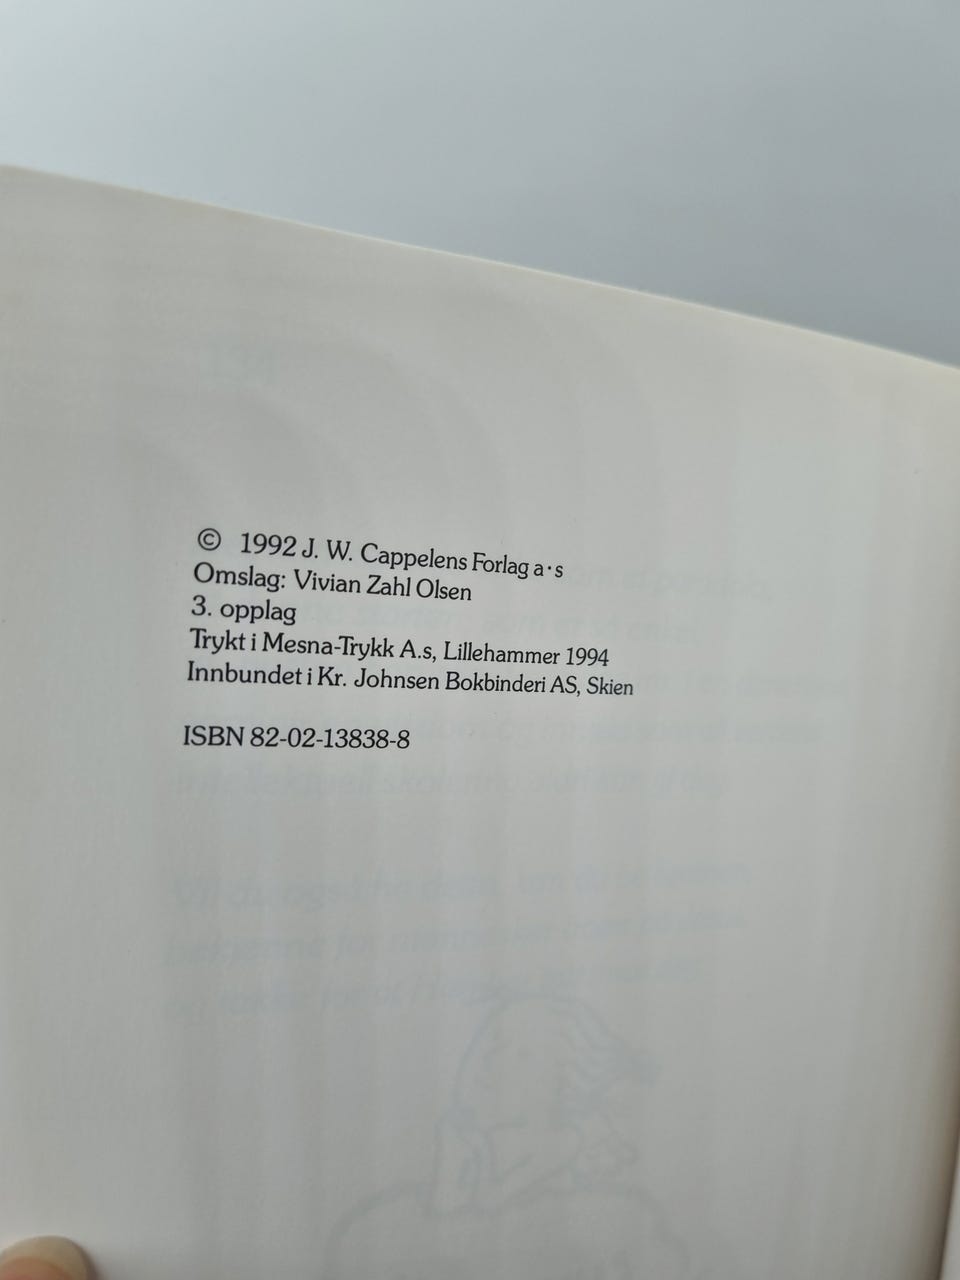 © 1992 J. W. Cappelens Forlag a·s
Omslag: Vivian Zahl Olsen
3. opplag
Trykt i Mesna-Trykk A.s, Lillehammer 1994
Innbundet i Kr. Johnsen Bokbinderi AS, Skien
ISBN 82-02-13838-8